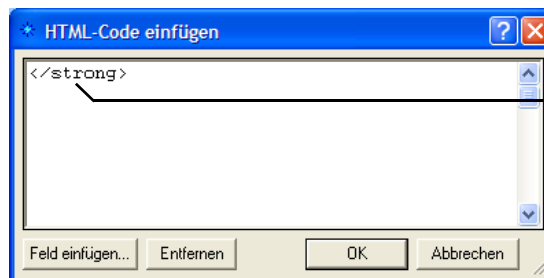 HTML-Code einfügen
</strong>
Feld einfügen... Entfernen OK Abbrechen